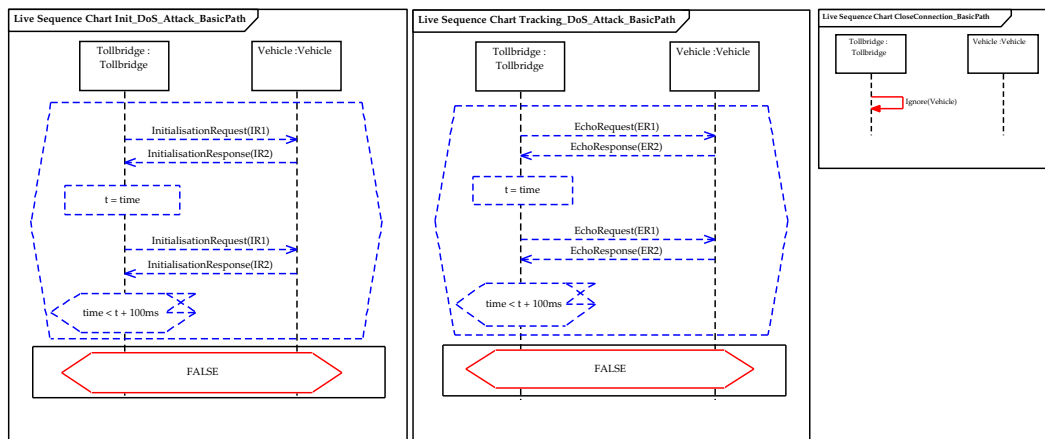 Live Sequence Chart Init_DoS_Attack_BasicPath
Tollbridge :
Tollbridge
Vehicle :Vehicle
InitialisationRequest(IR1)
InitialisationResponse(IR2)
t = time
InitialisationRequest(IR1)
InitialisationResponse(IR2)
time < t + 100ms
FALSE
Live Sequence Chart Tracking_DoS_Attack_BasicPath
Tollbridge :
Tollbridge
Vehicle :Vehicle
EchoRequest(ER1)
EchoResponse(ER2)
t = time
EchoRequest(ER1)
EchoResponse(ER2)
time < t + 100ms
FALSE
Live Sequence Chart CloseConnection_BasicPath
Tollbridge :
Tollbridge
Vehicle :Vehicle
Ignore(Vehicle)